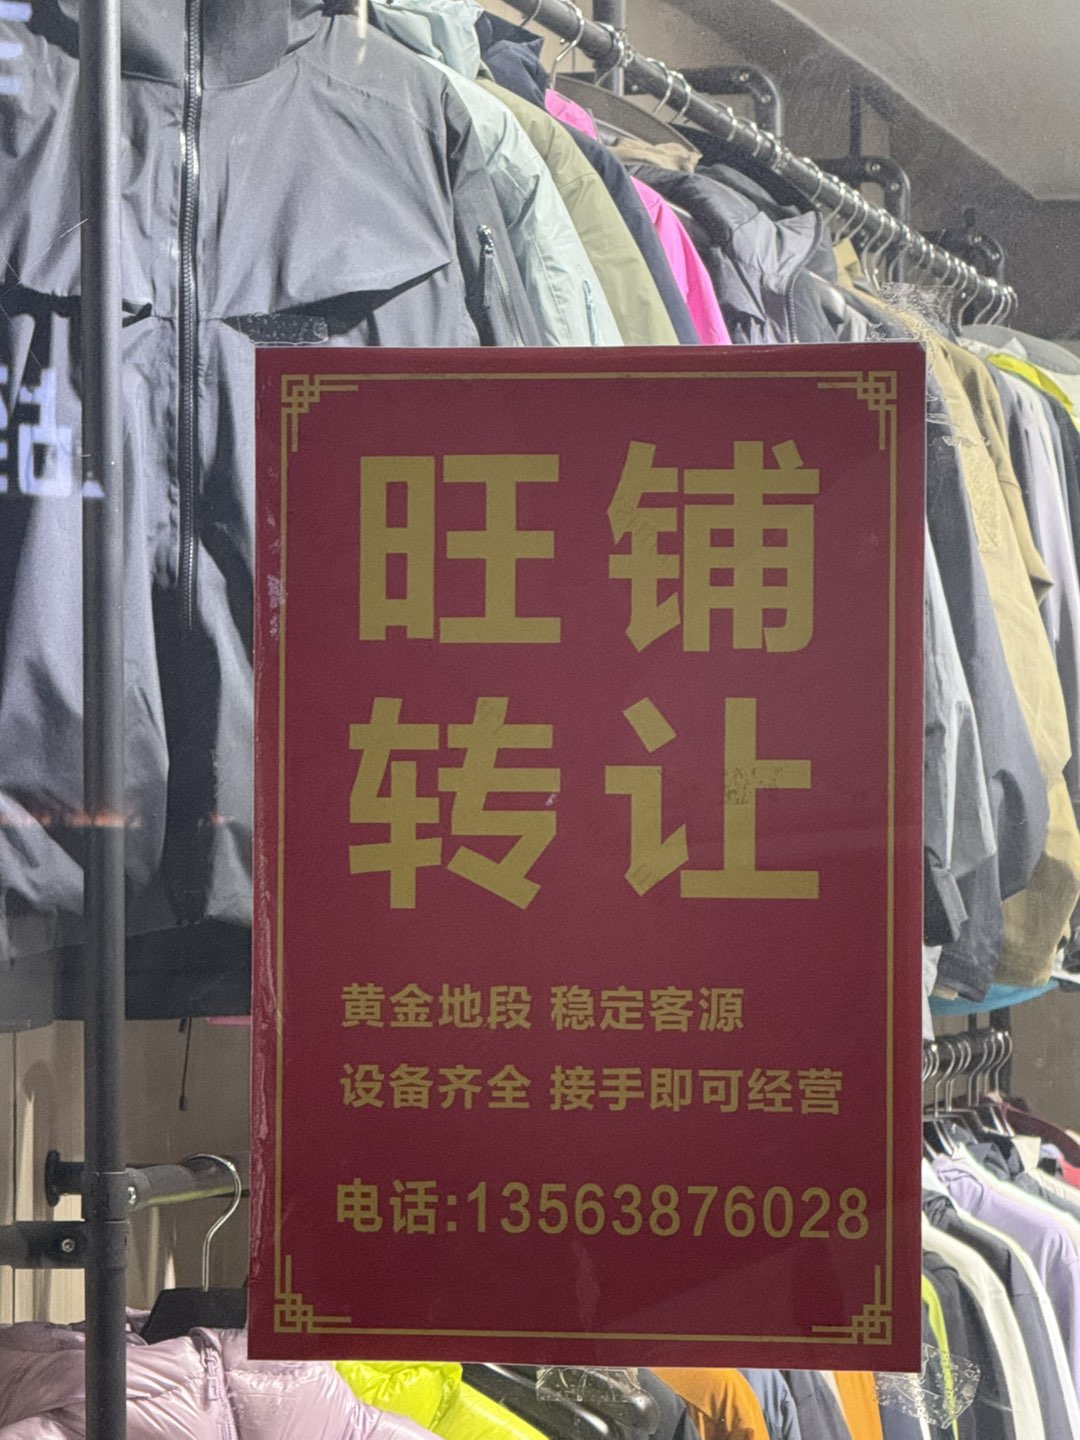 旺铺
转让
黄金地段 稳定客源
设备齐全 接手即可经营
电话:13563876028